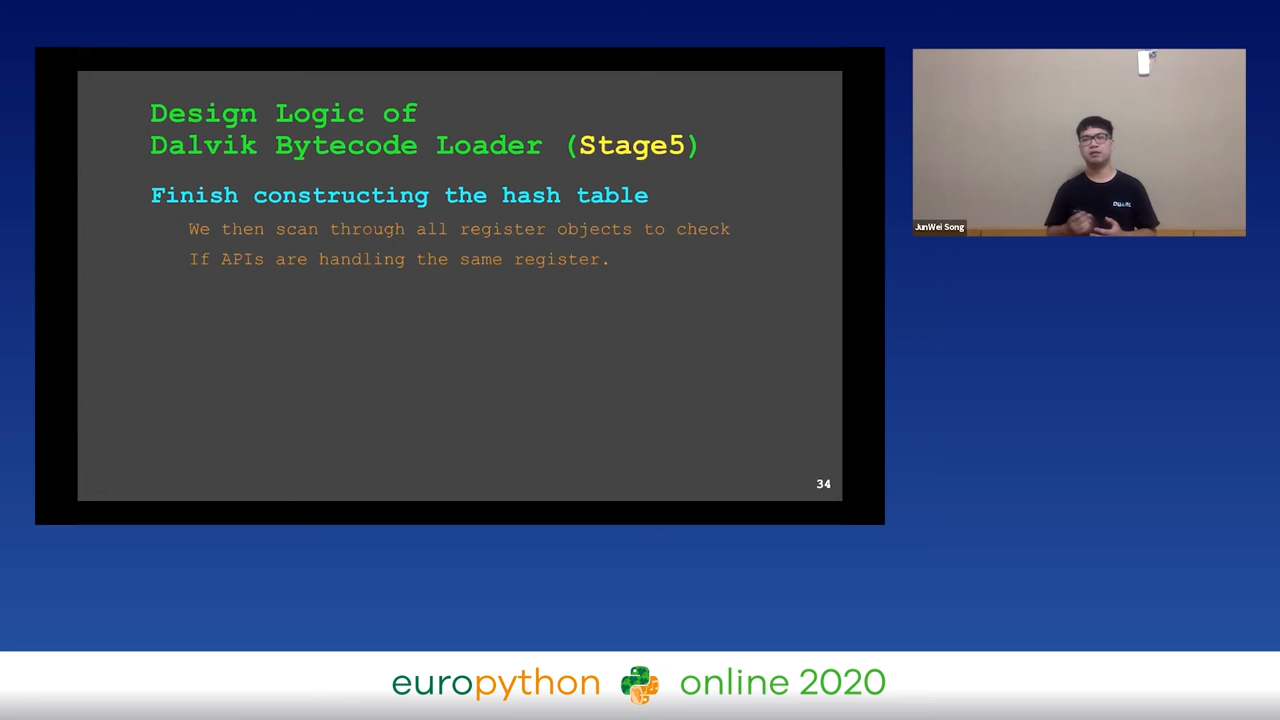 Design Logic of
Dalvik Bytecode Loader (Stage5)
Finish constructing the hash table
We then scan through all register objects to check
If APIs are handling the same register.
34
JunWei Song
europython online 2020